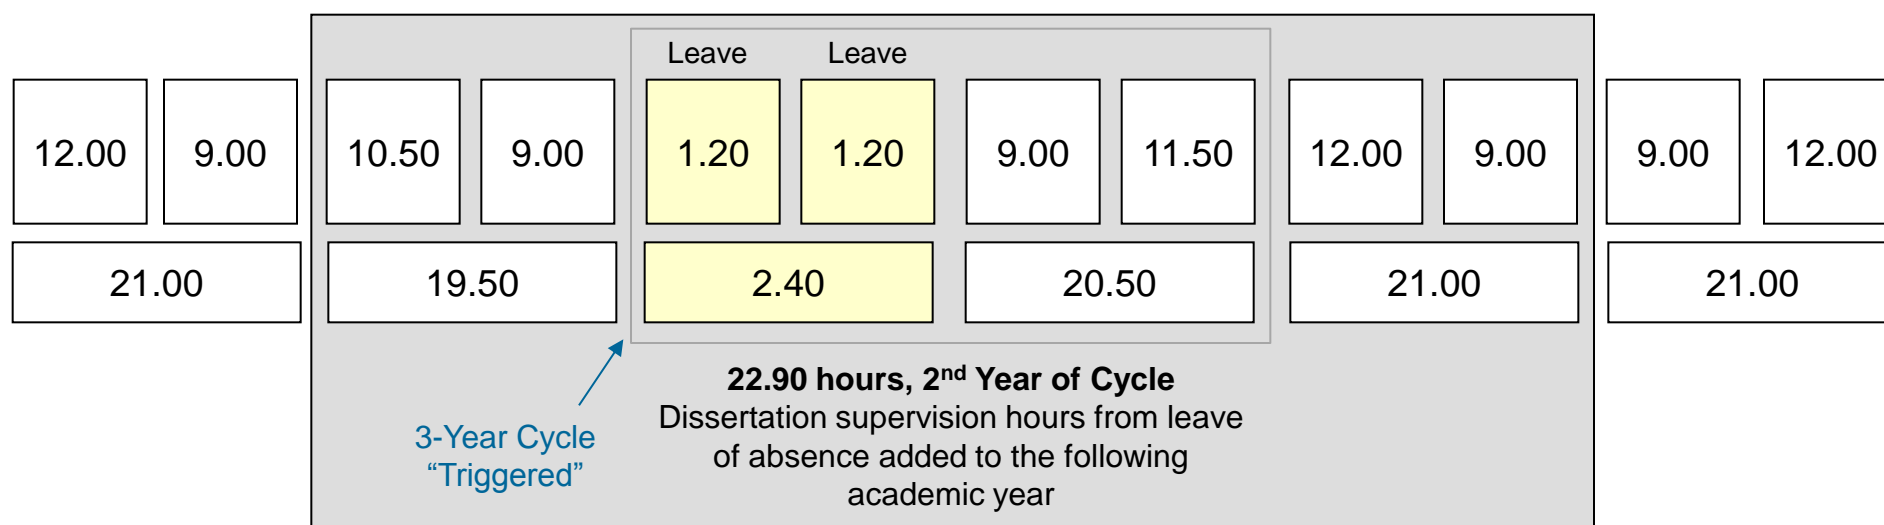 Leave Leave
12.00 9.00 10.50 9.00 1.20 1.20 9.00 11.50 12.00 9.00 9.00 12.00
21.00 19.50 2.40 20.50 21.00 21.00
22.90 hours, 2nd Year of Cycle
Dissertation supervision hours from leave
of absence added to the following
academic year
3-Year Cycle
“Triggered”